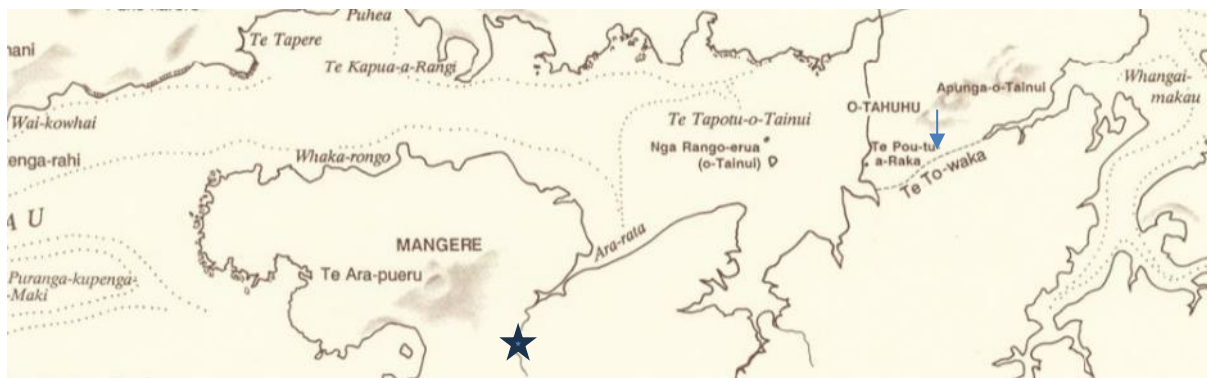 Puhea
Te Tapere
Te Kapua-a-Rangi
Whangai-
makau
Apunga-o-Tainui
O-TAHUHU
Te Tapotu-o-Tainui
Wai-kowhai
Nga Rango-erua
(o-Tainui)
Te Pou-tu
a-Raka
enga-rahi
Whaka-rongo
Te To-waka
AU
Ara-rata
MANGERE
Te Ara-pueru
Puranga-kupenga-
-Maki